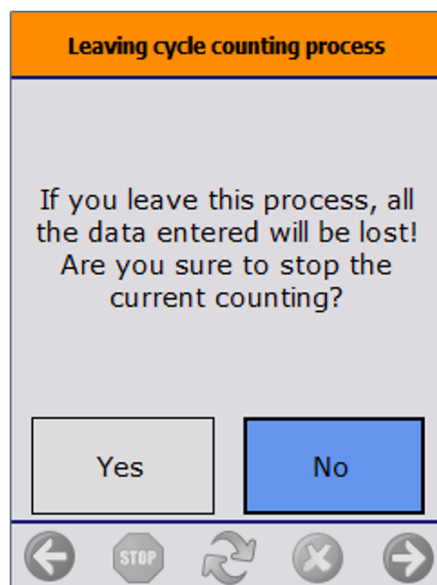 Leaving cycle counting process
If you leave this process, all
the data entered will be lost!
Are you sure to stop the
current counting?
Yes No
STOP